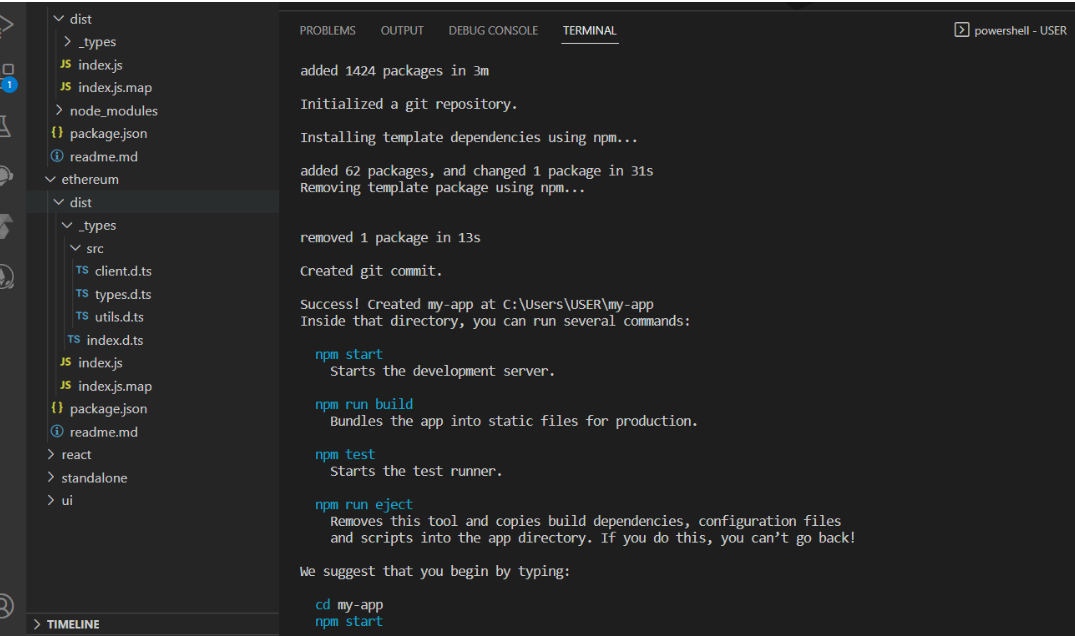 dist
_types
JS index.js
JS index.js.map
node_modules
{} package.json
readme.md
ethereum
dist
_types
src
TS client.d.ts
TS types.d.ts
TS utils.d.ts
TS index.d.ts
JS index.js
JS index.js.map
{} package.json
readme.md
react
standalone
ui
TIMELINE
1
PROBLEMS OUTPUT DEBUG CONSOLE TERMINAL powershell - USER
added 1424 packages in 3m
Initialized a git repository.
Installing template dependencies using npm...
added 62 packages, and changed 1 package in 31s
Removing template package using npm...
removed 1 package in 13s
Created git commit.
Success! Created my-app at C:\Users\USER\my-app
Inside that directory, you can run several commands:
npm start
Starts the development server.
npm run build
Bundles the app into static files for production.
npm test
Starts the test runner.
npm run eject
Removes this tool and copies build dependencies, configuration files
and scripts into the app directory. If you do this, you can’t go back!
We suggest that you begin by typing:
cd my-app
npm start